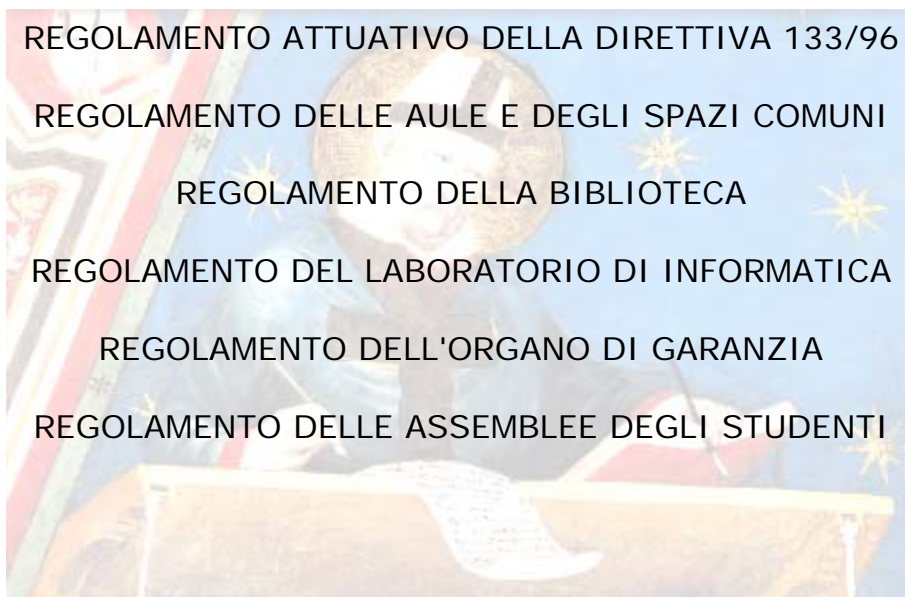 REGOLAMENTO ATTUATIVO DELLA DIRETTIVA 133/96
REGOLAMENTO DELLE AULE E DEGLI SPAZI COMUNI
REGOLAMENTO DELLA BIBLIOTECA
REGOLAMENTO DEL LABORATORIO DI INFORMATICA
REGOLAMENTO DELL'ORGANO DI GARANZIA
REGOLAMENTO DELLE ASSEMBLEE DEGLI STUDENTI